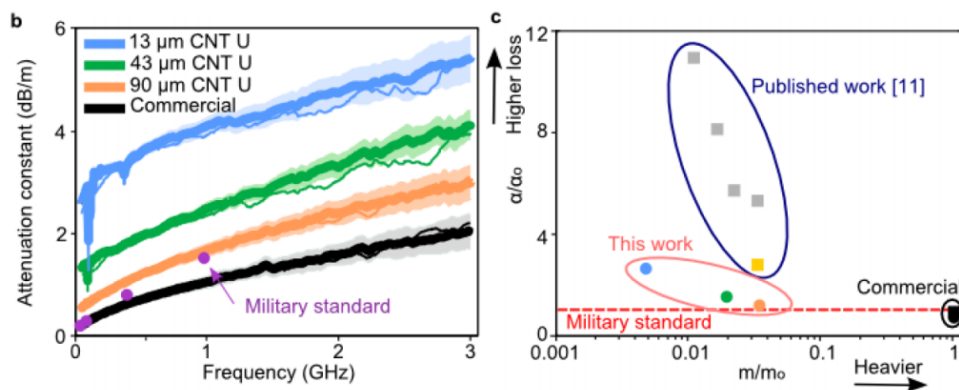 b
6
4
2
0
Attenuation constant (dB/m)
13 µm CNT U
43 µm CNT U
90 µm CNT U
Commercial
Military standard
0
1
2
3
Frequency (GHz)
c
12
8
4
0
α/α₀
Higher loss
Published work [11]
This work
Commercial
Military standard
0.001
0.01
0.1
1
m/m₀
Heavier